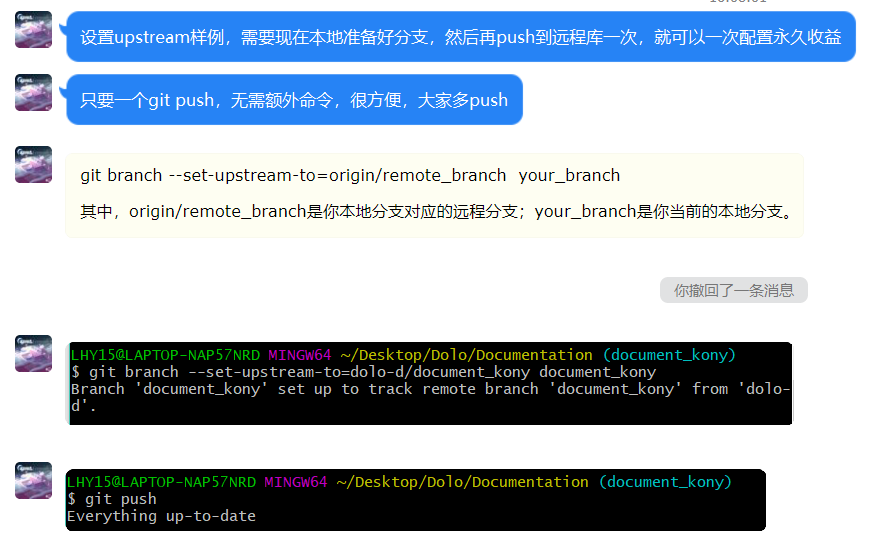 设置upstream样例，需要现在本地准备好分支，然后再push到远程库一次，就可以一次配置永久收益
只要一个git push，无需额外命令，很方便，大家多push
git branch --set-upstream-to=origin/remote_branch  your_branch
其中，origin/remote_branch是你本地分支对应的远程分支；your_branch是你当前的本地分支。
你撤回了一条消息
LHY15@LAPTOP-NAP57NRD MINGW64 ~/Desktop/Dolo/Documentation (document_kony)
$ git branch --set-upstream-to=dolo-d/document_kony document_kony
Branch 'document_kony' set up to track remote branch 'document_kony' from 'dolo-
d'.
LHY15@LAPTOP-NAP57NRD MINGW64 ~/Desktop/Dolo/Documentation (document_kony)
$ git push
Everything up-to-date